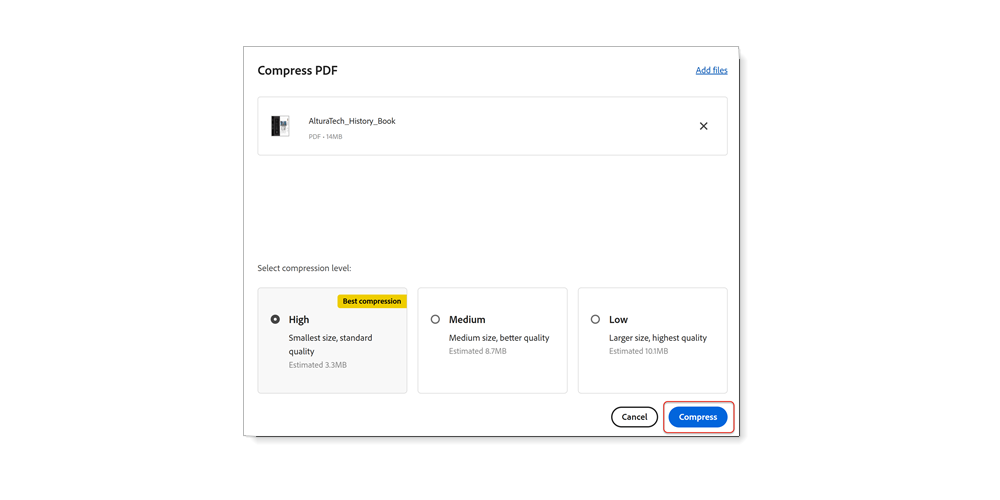 Compress PDF
Add files
AlturaTech_History_Book
PDF • 14MB
Select compression level:
Best compression
High
Smallest size, standard
quality
Estimated 3.3MB
Medium
Medium size, better quality
Estimated 8.7MB
Low
Larger size, highest quality
Estimated 10.1MB
Cancel
Compress